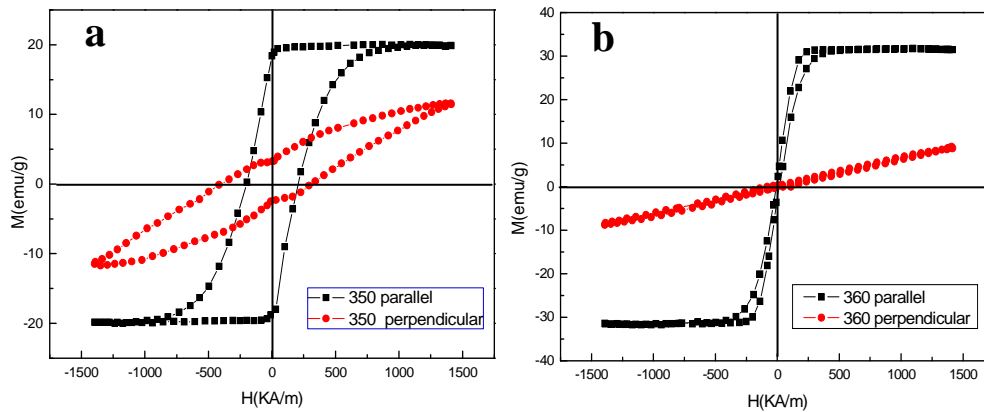 a
M(emu/g)
20
10
0
-10
-20
-1500 -1000 -500 0 500 1000 1500
H(KA/m)
350 parallel
350 perpendicular
b
M(emu/g)
40
30
20
10
0
-10
-20
-30
-40
-1500 -1000 -500 0 500 1000 1500
H(KA/m)
360 parallel
360 perpendicular